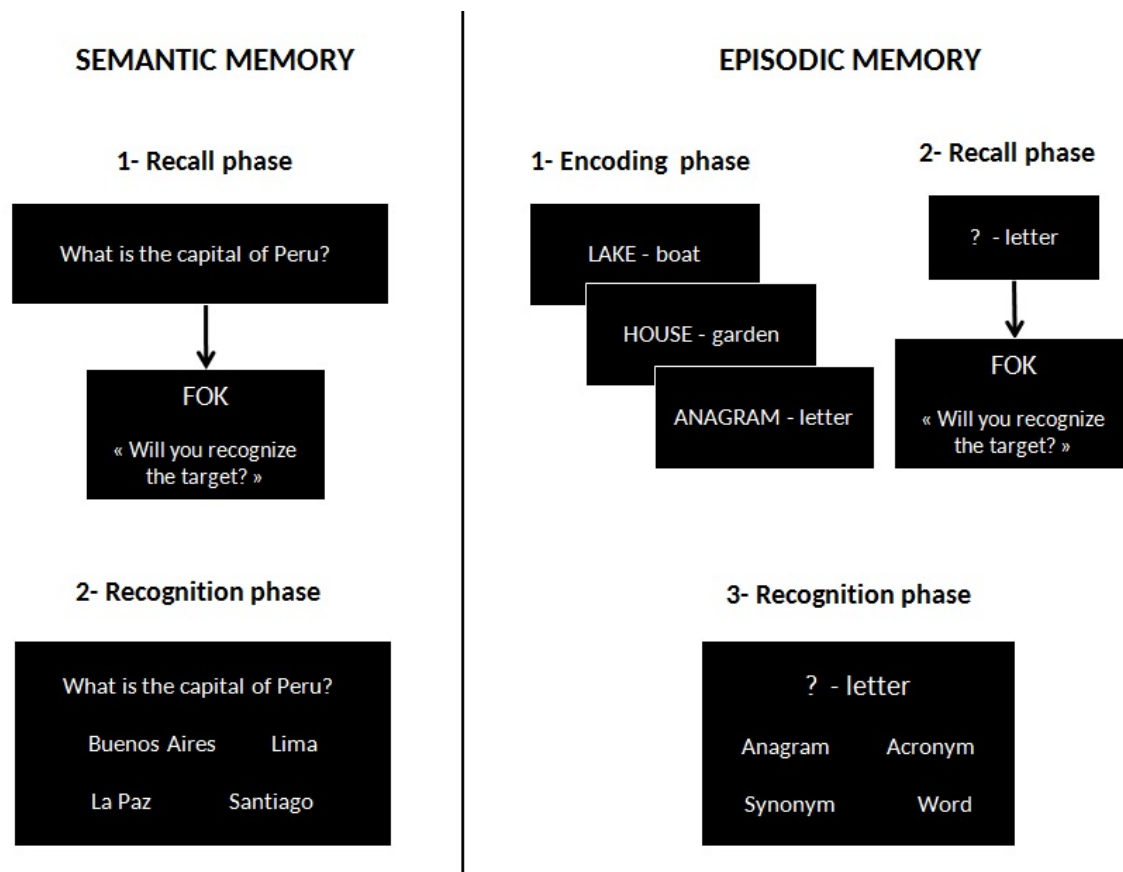 SEMANTIC MEMORY
1- Recall phase
What is the capital of Peru?
FOK
« Will you recognize
the target? »
2- Recognition phase
What is the capital of Peru?
Buenos Aires Lima
La Paz Santiago
EPISODIC MEMORY
1- Encoding phase
LAKE - boat
HOUSE - garden
ANAGRAM - letter
2- Recall phase
? - letter
FOK
« Will you recognize
the target? »
3- Recognition phase
? - letter
Anagram Acronym
Synonym Word